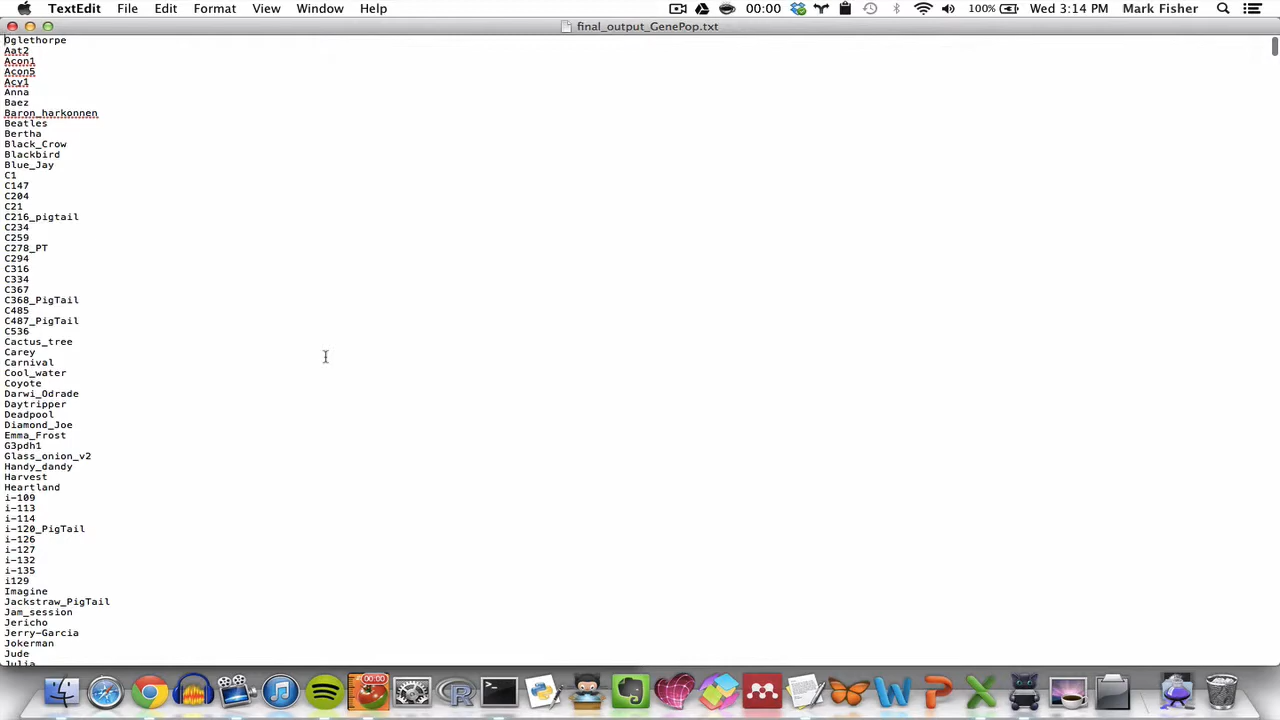 TextEdit File Edit Format View Window Help 00:00 100% Wed 3:14 PM Mark Fisher
final_output_GenePop.txt
Oglethorpe
Aat2
Acon1
Acon5
Acy1
Anna
Baez
Baron_harkonnen
Beatles
Bertha
Black_Crow
Blackbird
Blue_Jay
C1
C147
C204
C21
C216_pigtail
C234
C259
C278_PT
C294
C316
C334
C367
C368_PigTail
C485
C487_PigTail
C536
Cactus_tree
Carey
Carnival
Cool_water
Coyote
Darwi_Odrade
Daytripper
Deadpool
Diamond_Joe
Emma_Frost
G3pdh1
Glass_onion_v2
Handy_dandy
Harvest
Heartland
i-109
i-113
i-114
i-120_PigTail
i-126
i-127
i-132
i-135
i129
Imagine
Jackstraw_PigTail
Jam_session
Jericho
Jerry-Garcia
Jokerman
Jude
Julia
00:00